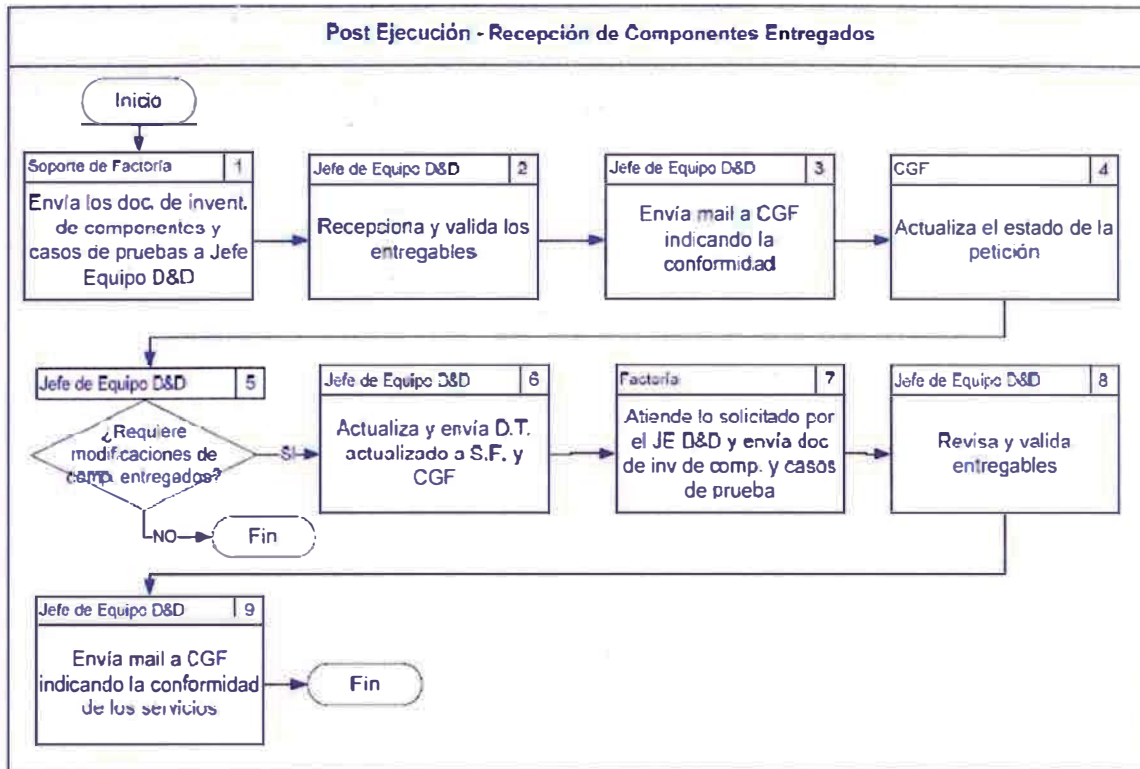 Post Ejecución - Recepción de Componentes Entregados
Inicio
Soporte de Factoría 1
Envía los doc. de invent.
de componentes y
casos de pruebas a Jefe
Equipo D&D
Jefe de Equipo D&D 2
Recepciona y valida los
entregables
Jefe de Equipo D&D 3
Envía mail a CGF
indicando la
conformidad
CGF 4
Actualiza el estado de la
petición
Jefe de Equipo D&D 5
¿Requiere
modificaciones de
comp. entregados?
SI
NO
Fin
Jefe de Equipo D&D 6
Actualiza y envía D.T.
actualizado a S.F. y
CGF
Factoría 7
Atiende lo solicitado por
el JE D&D y envía doc
de inv de comp. y casos
de prueba
Jefe de Equipo D&D 8
Revisa y valida
entregables
Jefe de Equipo D&D 9
Envía mail a CGF
indicando la conformidad
de los servicios
Fin